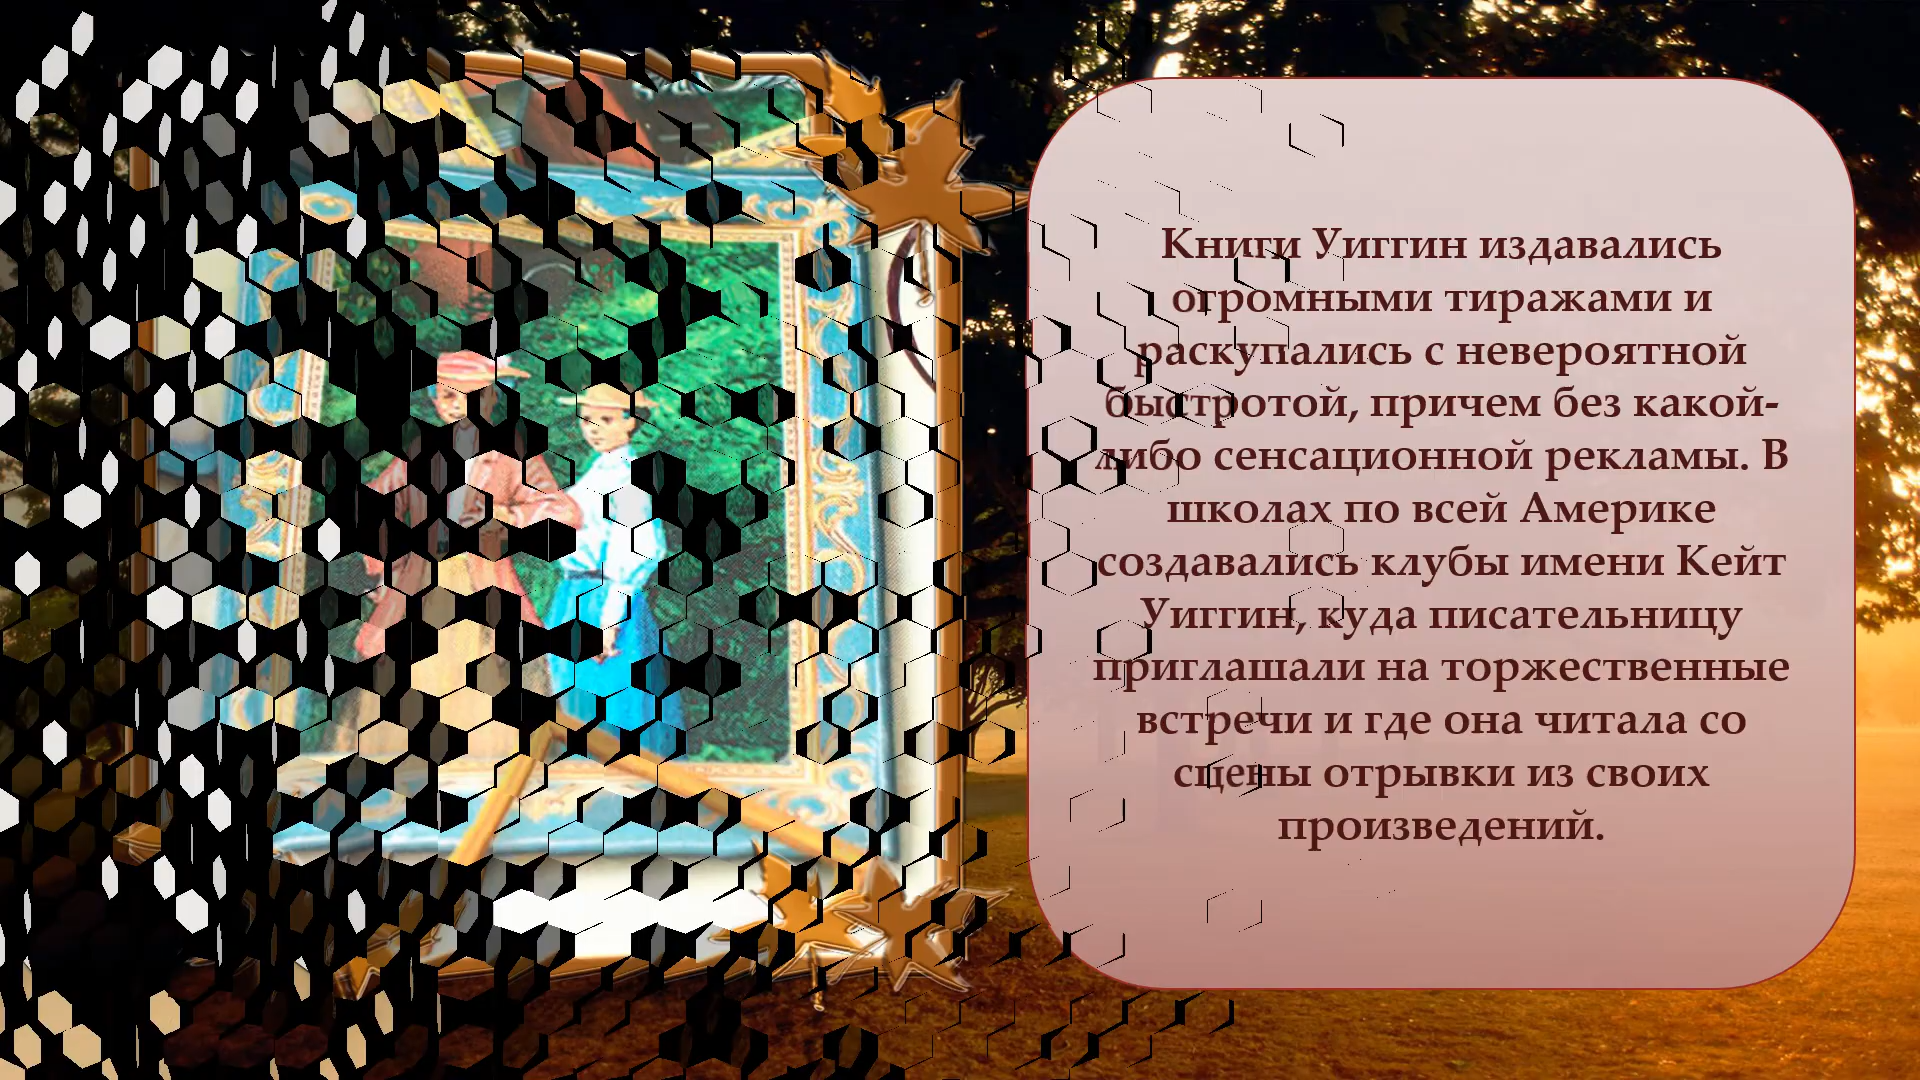 Книги Уиггин издавались
огромными тиражами и
раскупались с невероятной
быстротой, причем без какой-
либо сенсационной рекламы. В
школах по всей Америке
создавались клубы имени Кейт
Уиггин, куда писательницу
приглашали на торжественные
встречи и где она читала со
сцены отрывки из своих
произведений.